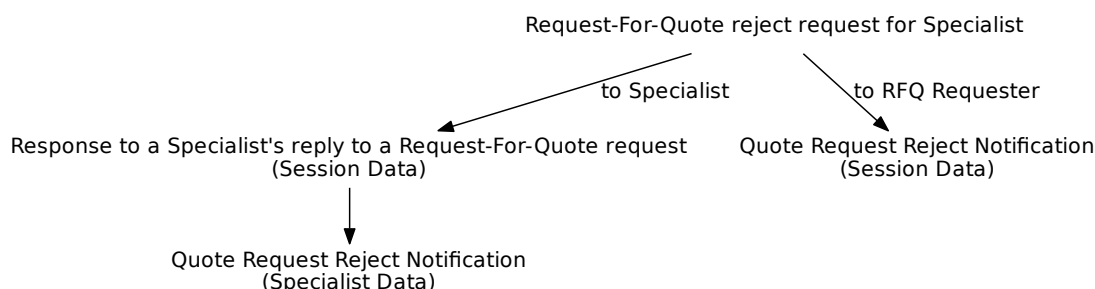 Request-For-Quote reject request for Specialist
to Specialist
to RFQ Requester
Response to a Specialist's reply to a Request-For-Quote request
(Session Data)
Quote Request Reject Notification
(Session Data)
Quote Request Reject Notification
(Specialist Data)